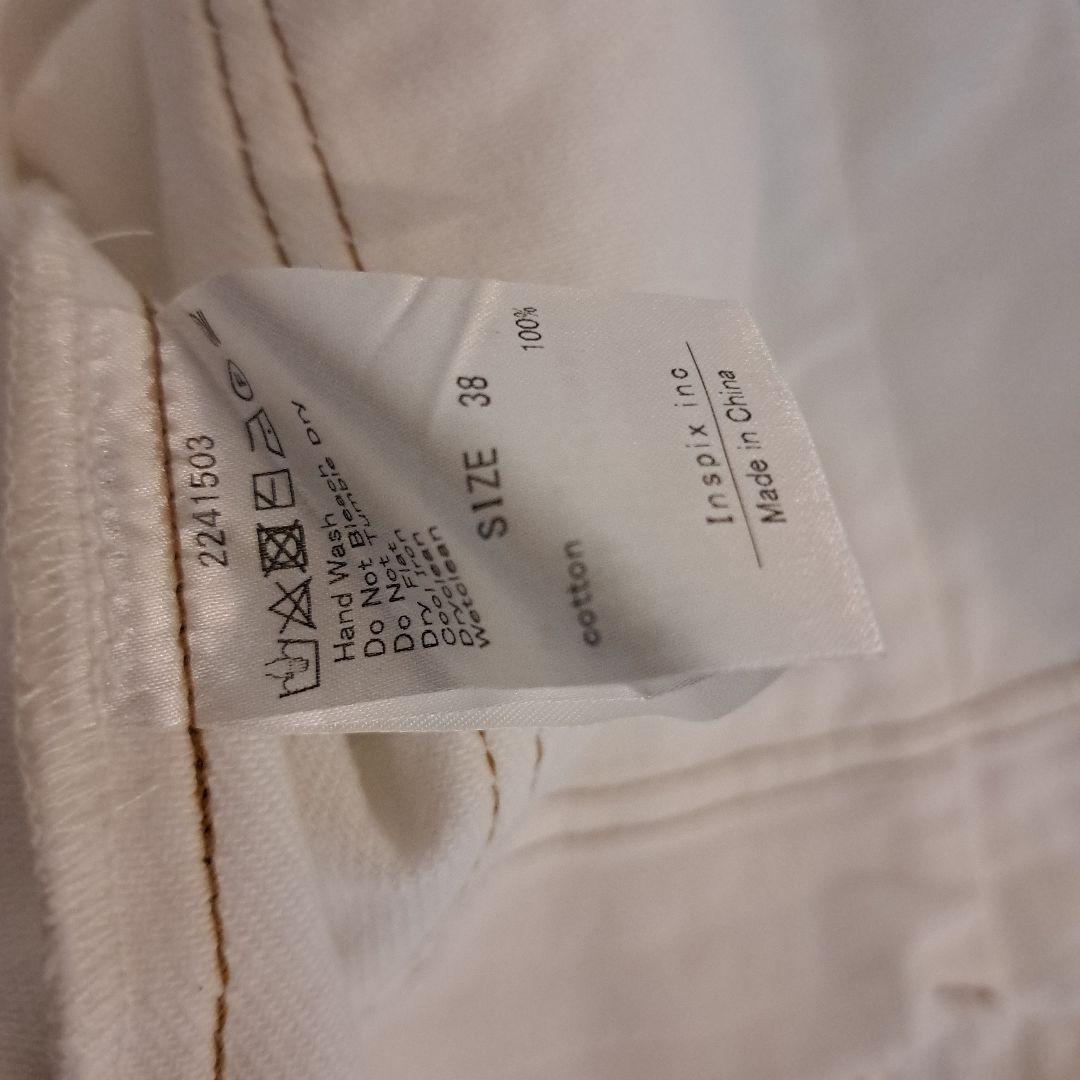 2241503
P
W
Hand Wash
Do Not Bleach
Do Not Tumble Dry
Dry Flat
Cool Iron
Dryclean
Wetclean
SIZE 38
cotton 100%
Inspix inc
Made in China